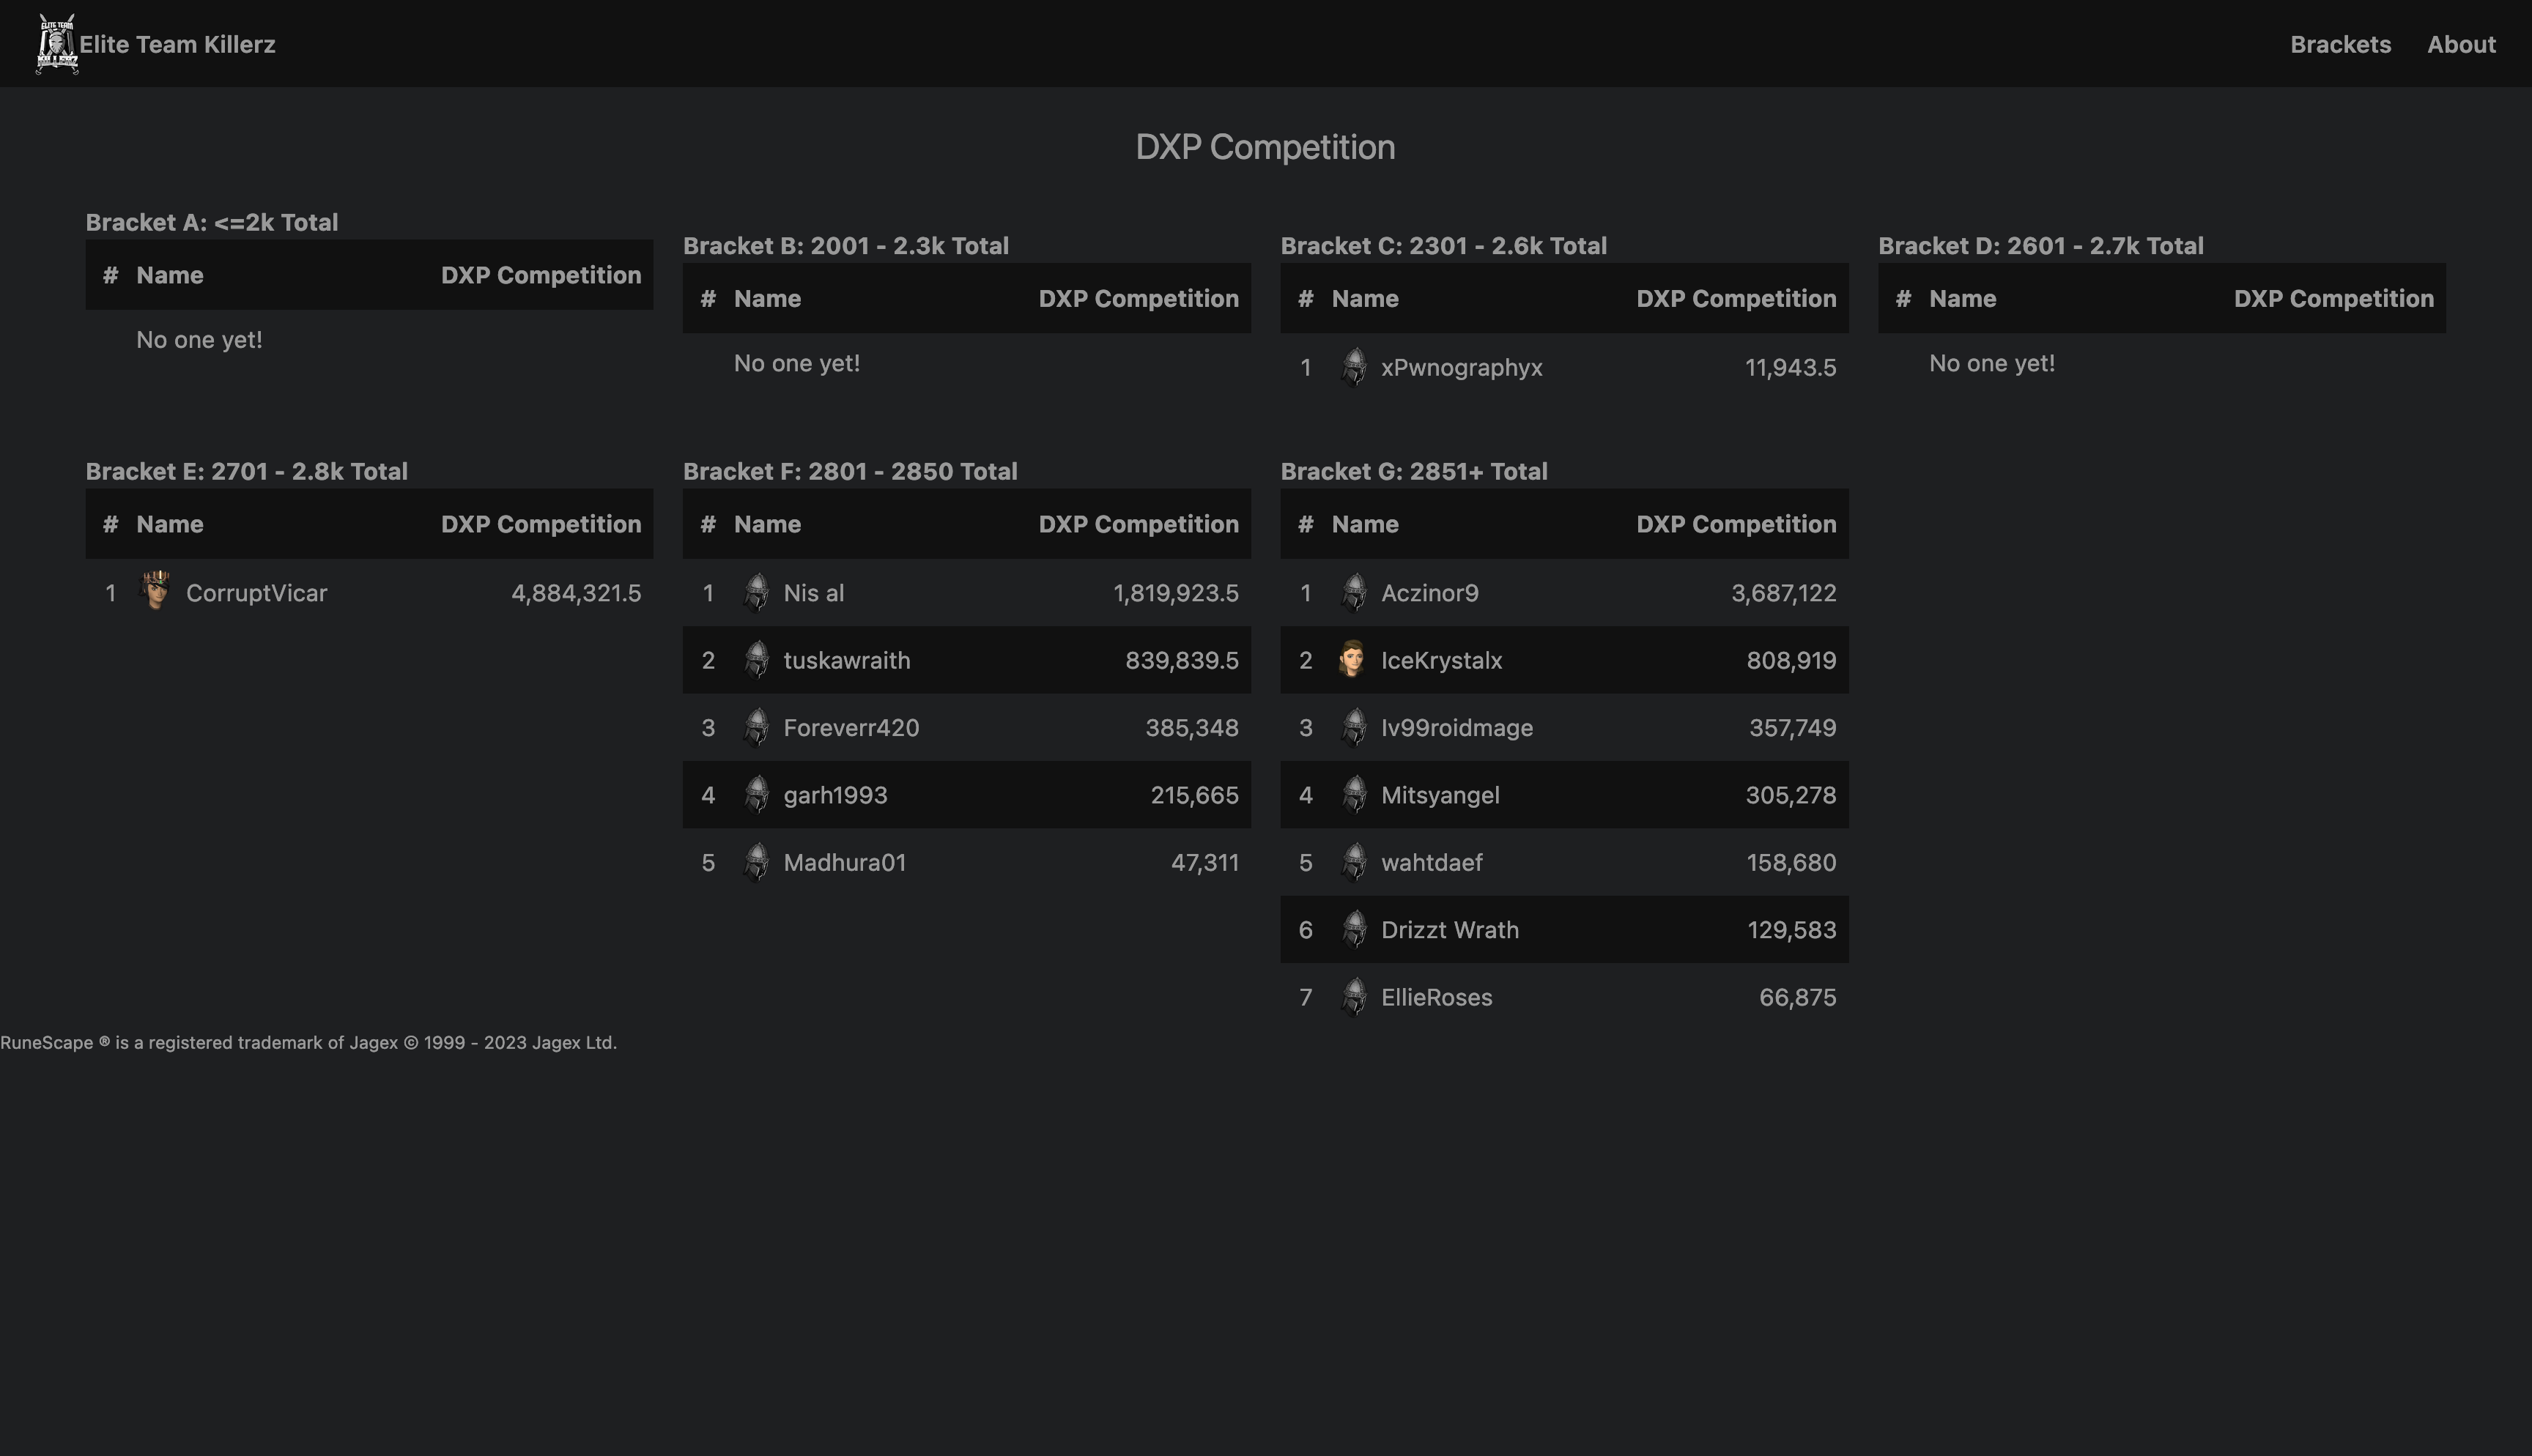 ELITE TEAM
KILLERZ
Elite Team Killerz
Brackets About
DXP Competition
Bracket A: <=2k Total
# Name DXP Competition
No one yet!
Bracket B: 2001 - 2.3k Total
# Name DXP Competition
No one yet!
Bracket C: 2301 - 2.6k Total
# Name DXP Competition
1 xPwnographyx 11,943.5
Bracket D: 2601 - 2.7k Total
# Name DXP Competition
No one yet!
Bracket E: 2701 - 2.8k Total
# Name DXP Competition
1 CorruptVicar 4,884,321.5
Bracket F: 2801 - 2850 Total
# Name DXP Competition
1 Nis al 1,819,923.5
2 tuskawraith 839,839.5
3 Foreverr420 385,348
4 garh1993 215,665
5 Madhura01 47,311
Bracket G: 2851+ Total
# Name DXP Competition
1 Aczinor9 3,687,122
2 IceKrystalx 808,919
3 lv99roidmage 357,749
4 Mitsyangel 305,278
5 wahtdaef 158,680
6 Drizzt Wrath 129,583
7 EllieRoses 66,875
RuneScape ® is a registered trademark of Jagex © 1999 - 2023 Jagex Ltd.